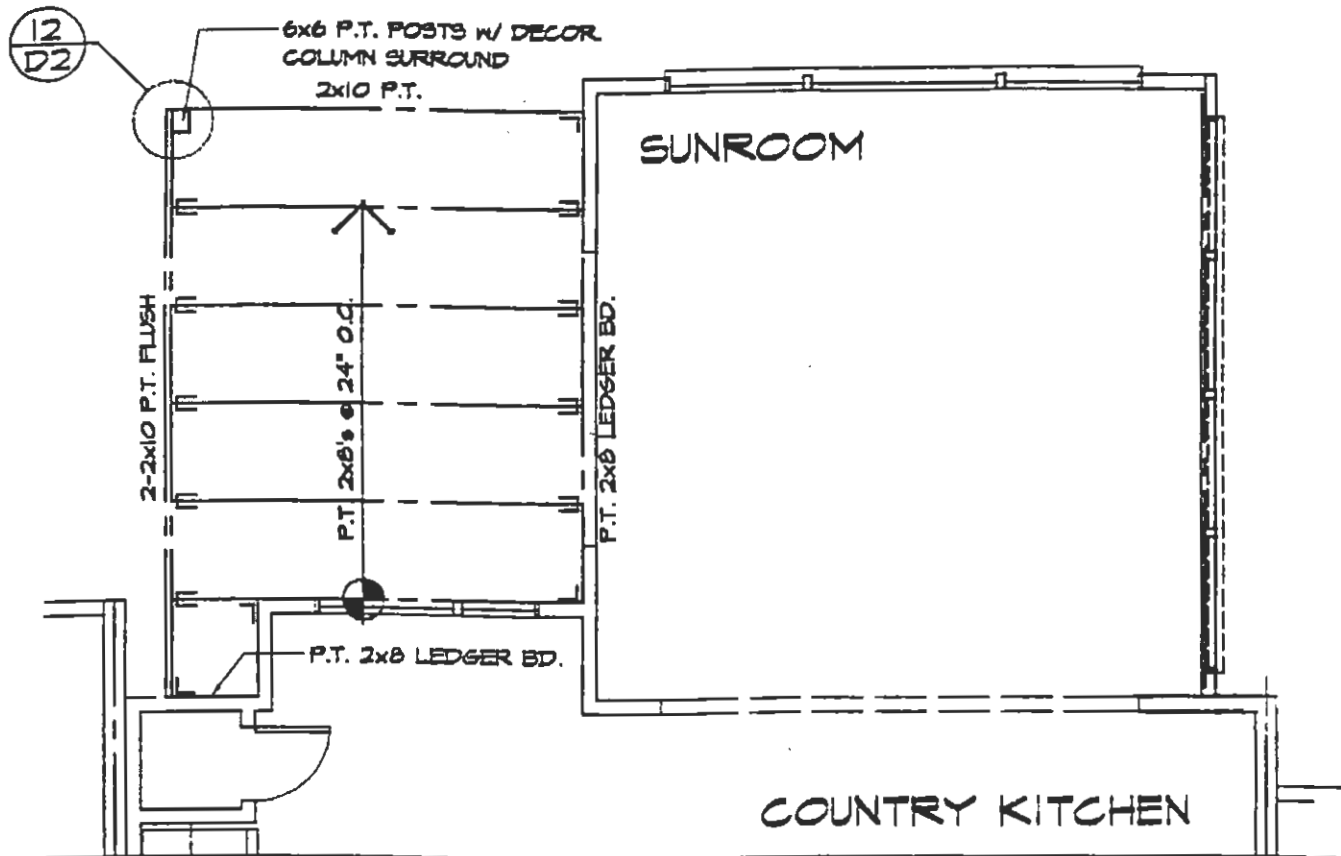 12
D2
6x6 P.T. POSTS W/ DECOR
COLUMN SURROUND
2x10 P.T.
SUNROOM
2-2x10 P.T. FLUSH
P.T. 2x8's @ 24" O.C.
P.T. 2x8 LEDGER BD.
P.T. 2x8 LEDGER BD.
COUNTRY KITCHEN